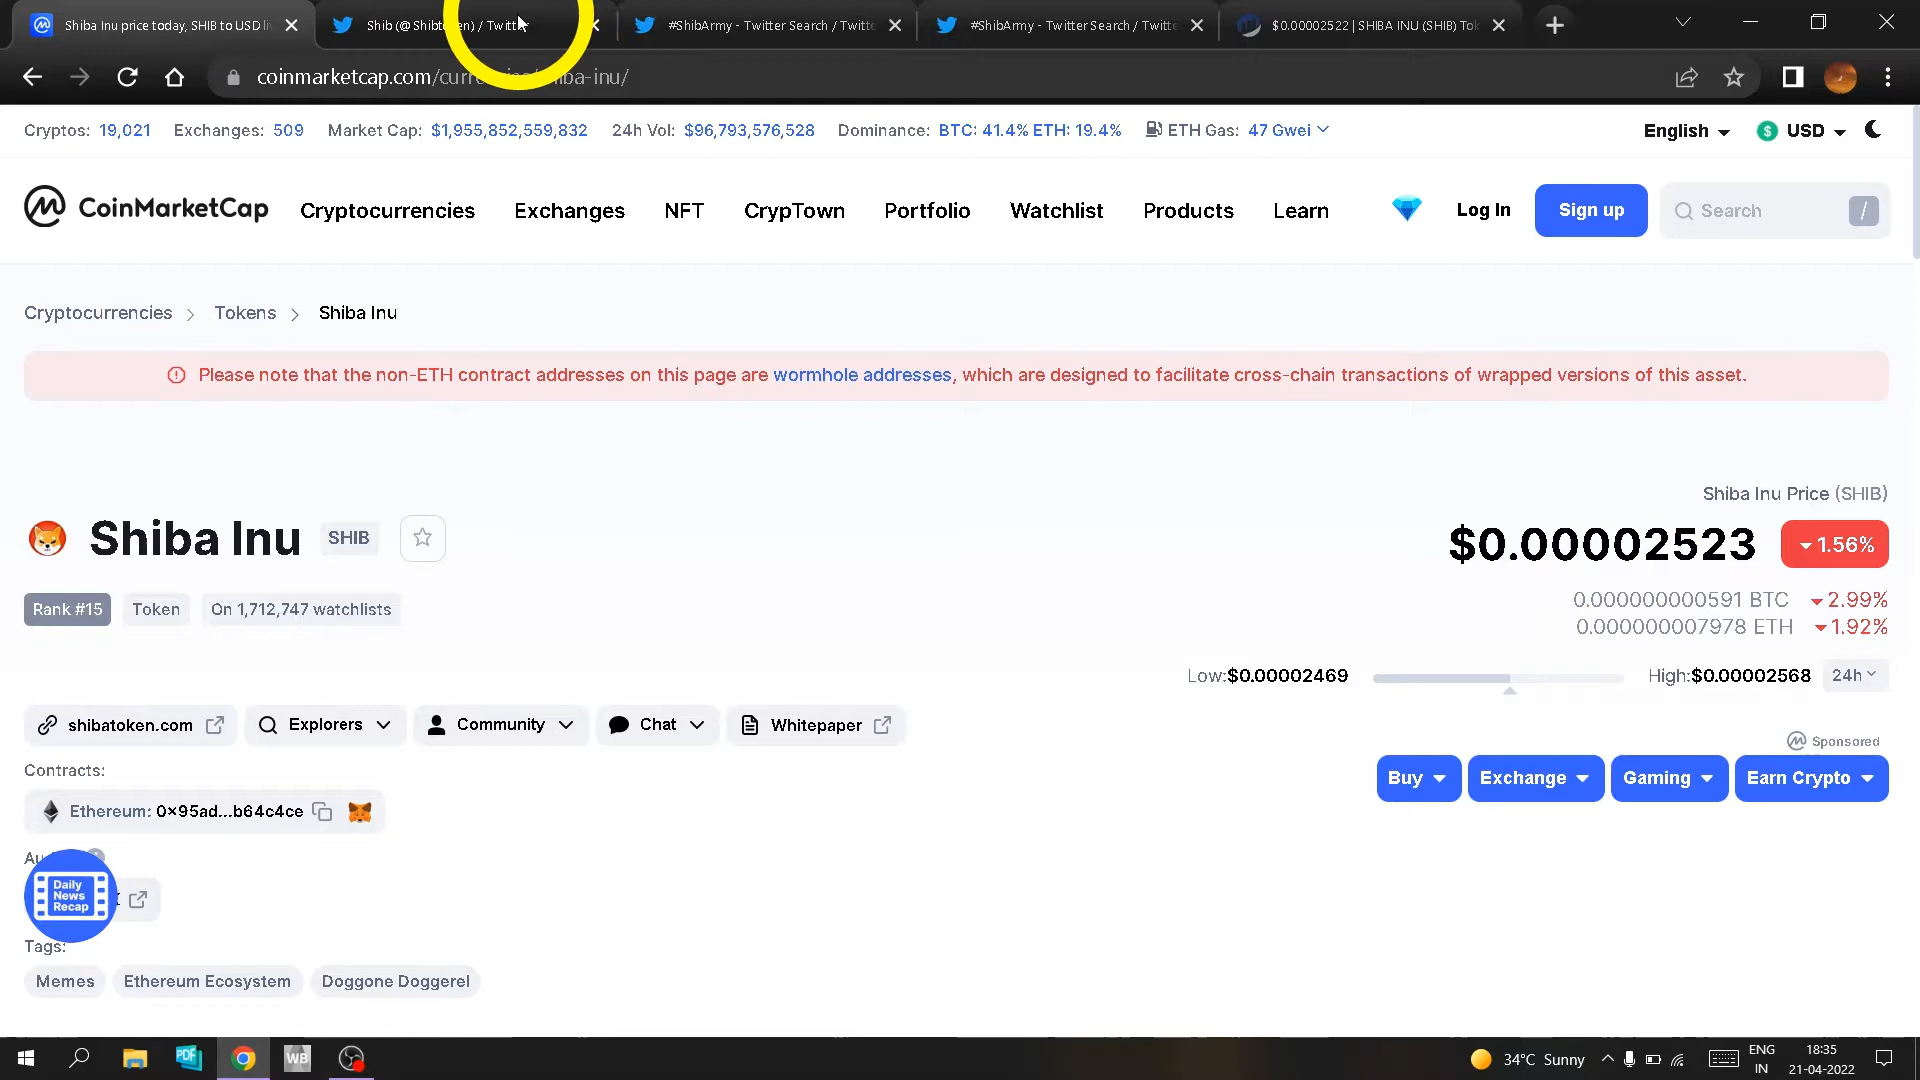 Shiba Inu price today, SHIB to USD li
Shib (@Shibtoken) / Twitte
#ShibArmy - Twitter Search / Twitte
#ShibArmy - Twitter Search / Twitte
$0.00002522 | SHIBA INU (SHIB) Tok
coinmarketcap.com/currencies/shiba-inu/
Cryptos: 19,021 Exchanges: 509 Market Cap: $1,955,852,559,832 24h Vol: $96,793,576,528 Dominance: BTC: 41.4% ETH: 19.4% ETH Gas: 47 Gwei
English $ USD
CoinMarketCap Cryptocurrencies Exchanges NFT CrypTown Portfolio Watchlist Products Learn Log In Sign up Search /
Cryptocurrencies > Tokens > Shiba Inu
Please note that the non-ETH contract addresses on this page are wormhole addresses, which are designed to facilitate cross-chain transactions of wrapped versions of this asset.
Shiba Inu Price (SHIB)
Shiba Inu SHIB
$0.00002523 1.56%
Rank #15 Token On 1,712,747 watchlists
0.000000000591 BTC 2.99%
0.000000007978 ETH 1.92%
Low:$0.00002469 High:$0.00002568 24h
shibatoken.com Explorers Community Chat Whitepaper
Sponsored
Contracts:
Buy Exchange Gaming Earn Crypto
Ethereum: 0x95ad...b64c4ce
Daily
News
Recap
Tags:
Memes Ethereum Ecosystem Doggone Doggerel
PDF WB 34°C Sunny
ENG
IN
18:35
21-04-2022